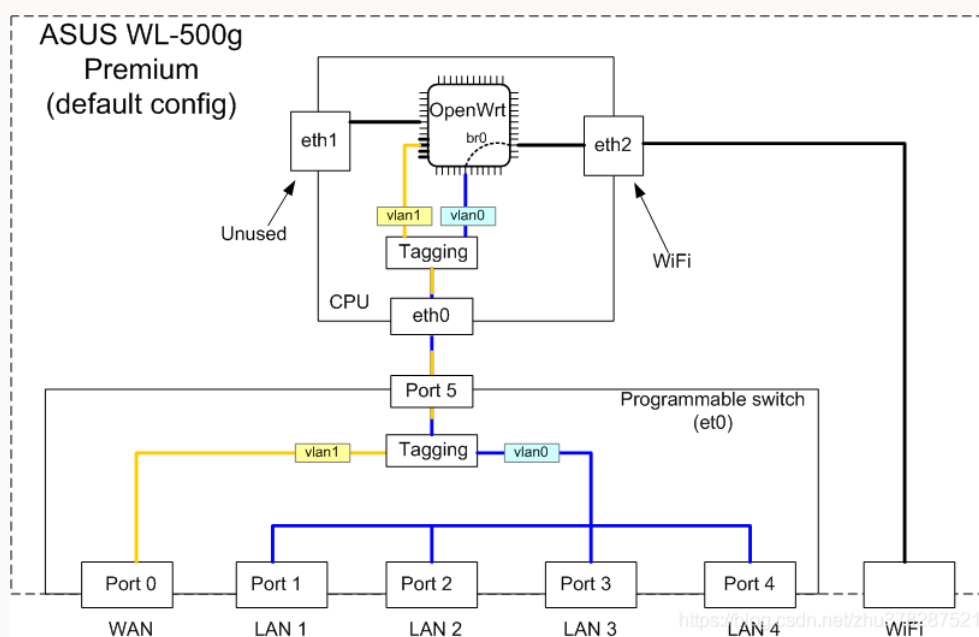 ASUS WL-500g
Premium
(default config)
OpenWrt
br0
eth1
eth2
Unused
vlan1
vlan0
Tagging
WiFi
CPU
eth0
Port 5
Programmable switch
(et0)
Tagging
vlan1
vlan0
Port 0
Port 1
Port 2
Port 3
Port 4
WAN
LAN 1
LAN 2
LAN 3
LAN 4
WiFi